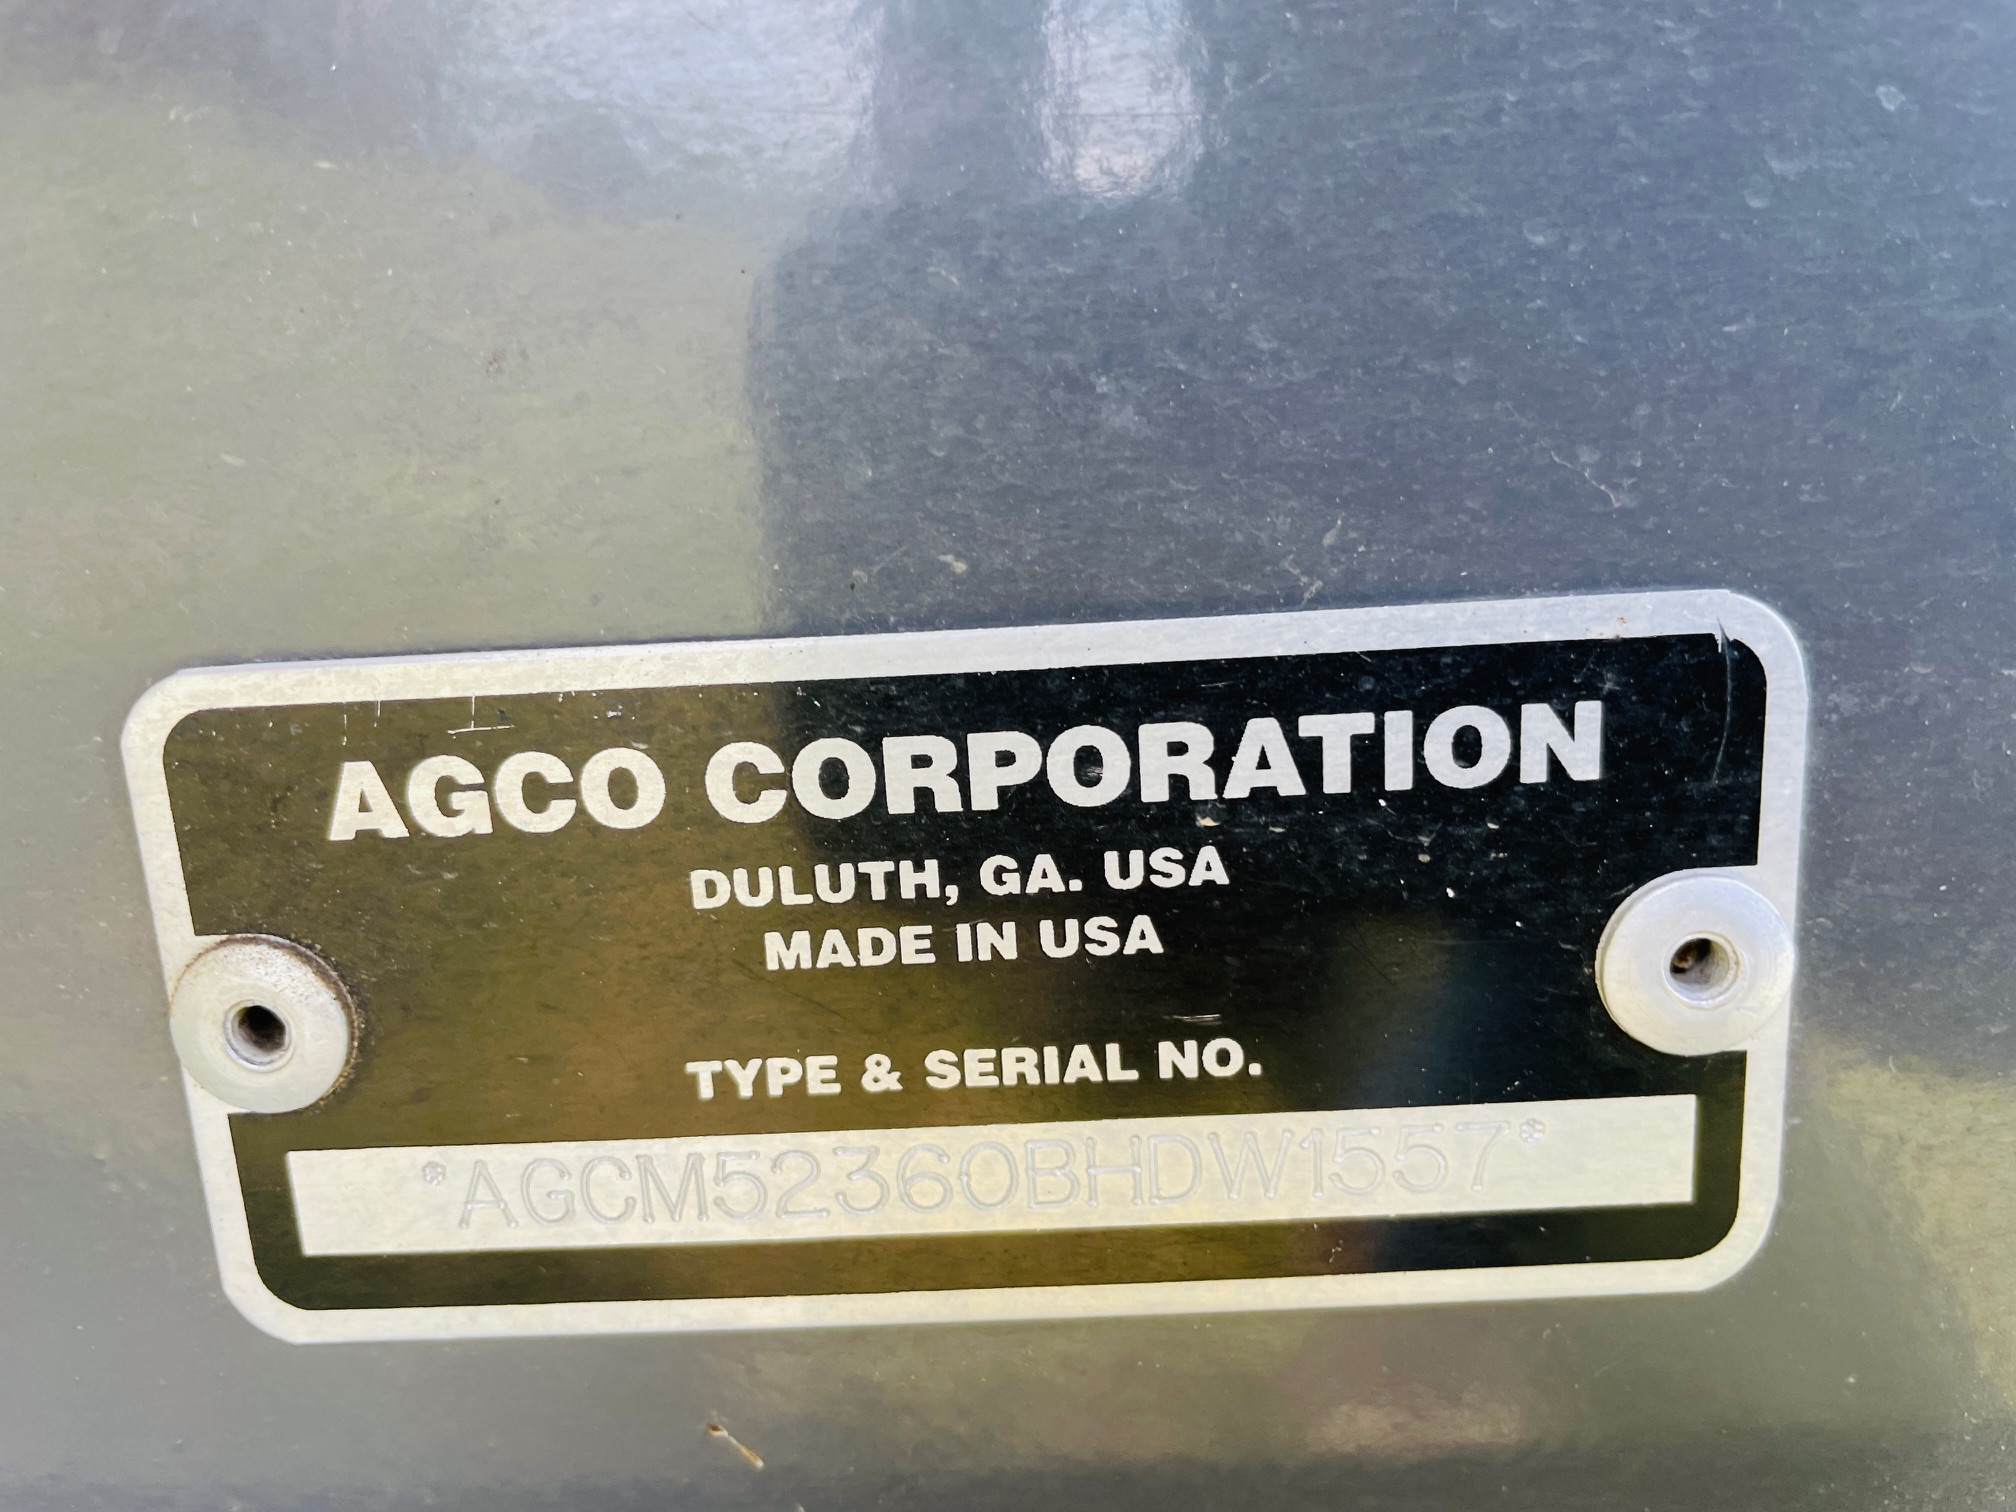 AGCO CORPORATION
DULUTH, GA. USA
MADE IN USA
TYPE & SERIAL NO.
*AGCM52360BHDW1557*